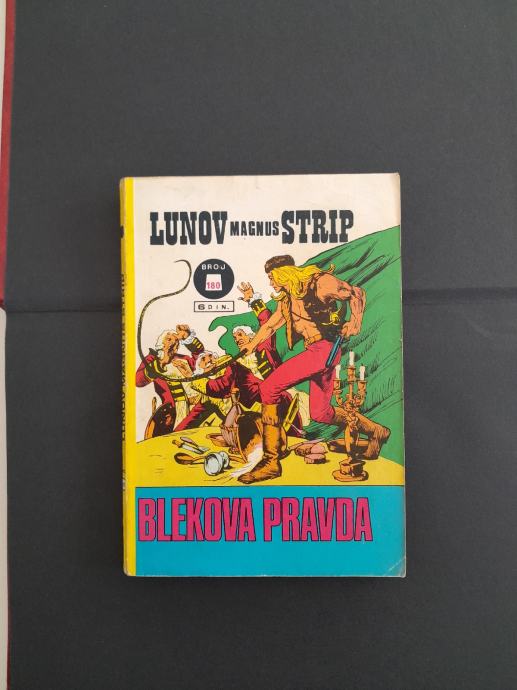 LUNOV MAGNUS STRIP
BROJ
180
6 DIN.
BLEKOVA PRAVDA